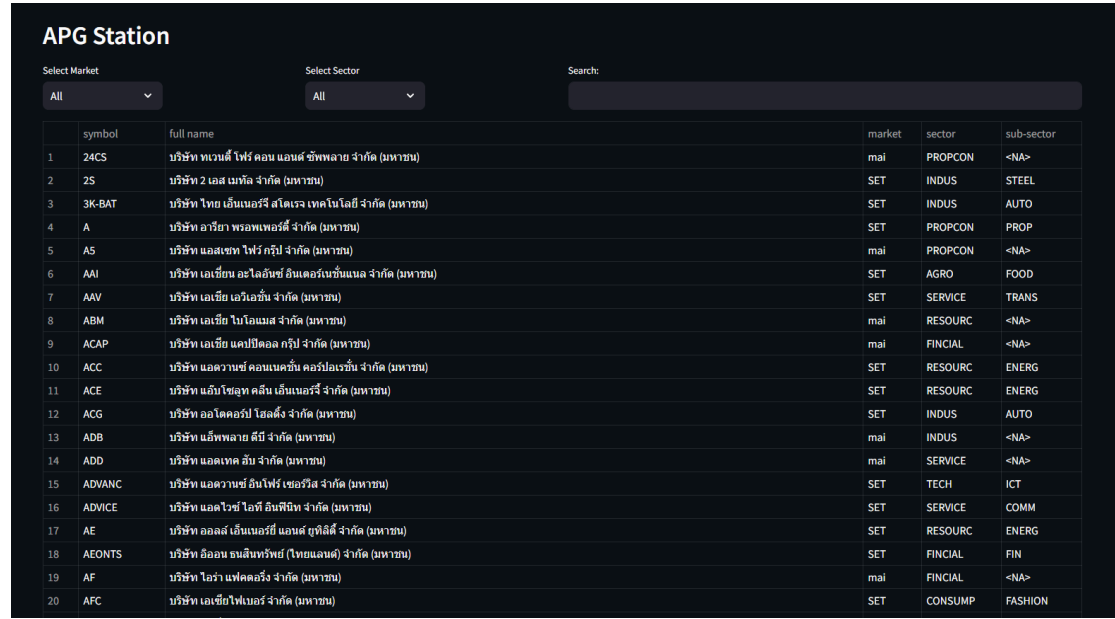 APG Station
Select Market Select Sector Search:
All All
symbol full name market sector sub-sector
1 24CS บริษัท ทเวนตี้ โฟร์ คอน แอนด์ ซัพพลาย จำกัด (มหาชน) mai PROPCON <NA>
2 2S บริษัท 2 เอส เมทัล จำกัด (มหาชน) SET INDUS STEEL
3 3K-BAT บริษัท ไทย เอ็นเนอร์จี สโตเรจ เทคโนโลยี จำกัด (มหาชน) SET INDUS AUTO
4 A บริษัท อารียา พรอพเพอร์ตี้ จำกัด (มหาชน) SET PROPCON PROP
5 A5 บริษัท แอสเซท ไฟว์ กรุ๊ป จำกัด (มหาชน) mai PROPCON <NA>
6 AAI บริษัท เอเชี่ยน อะไลอันซ์ อินเตอร์เนชั่นแนล จำกัด (มหาชน) SET AGRO FOOD
7 AAV บริษัท เอเชีย เอวิเอชั่น จำกัด (มหาชน) SET SERVICE TRANS
8 ABM บริษัท เอเชีย ไบโอแมส จำกัด (มหาชน) mai RESOURC <NA>
9 ACAP บริษัท เอเชีย แคปปิตอล กรุ๊ป จำกัด (มหาชน) mai FINCIAL <NA>
10 ACC บริษัท แอดวานซ์ คอนเนคชั่น คอร์ปอเรชั่น จำกัด (มหาชน) SET RESOURC ENERG
11 ACE บริษัท แอ๊บโซลูท คลีน เอ็นเนอร์จี้ จำกัด (มหาชน) SET RESOURC ENERG
12 ACG บริษัท ออโตคอร์ป โฮลดิ้ง จำกัด (มหาชน) SET INDUS AUTO
13 ADB บริษัท แอ็พพลาย ดีบี จำกัด (มหาชน) mai INDUS <NA>
14 ADD บริษัท แอดเทค ฮับ จำกัด (มหาชน) mai SERVICE <NA>
15 ADVANC บริษัท แอดวานซ์ อินโฟร์ เซอร์วิส จำกัด (มหาชน) SET TECH ICT
16 ADVICE บริษัท แอดไวซ์ ไอที อินฟินิท จำกัด (มหาชน) SET SERVICE COMM
17 AE บริษัท ออลล์ เอ็นเนอร์ยี่ แอนด์ ยูทิลิตี้ จำกัด (มหาชน) SET RESOURC ENERG
18 AEONTS บริษัท อิออน ธนสินทรัพย์ (ไทยแลนด์) จำกัด (มหาชน) SET FINCIAL FIN
19 AF บริษัท ไอร่า แฟคตอริ่ง จำกัด (มหาชน) mai FINCIAL <NA>
20 AFC บริษัท เอเซียไฟเบอร์ จำกัด (มหาชน) SET CONSUMP FASHION